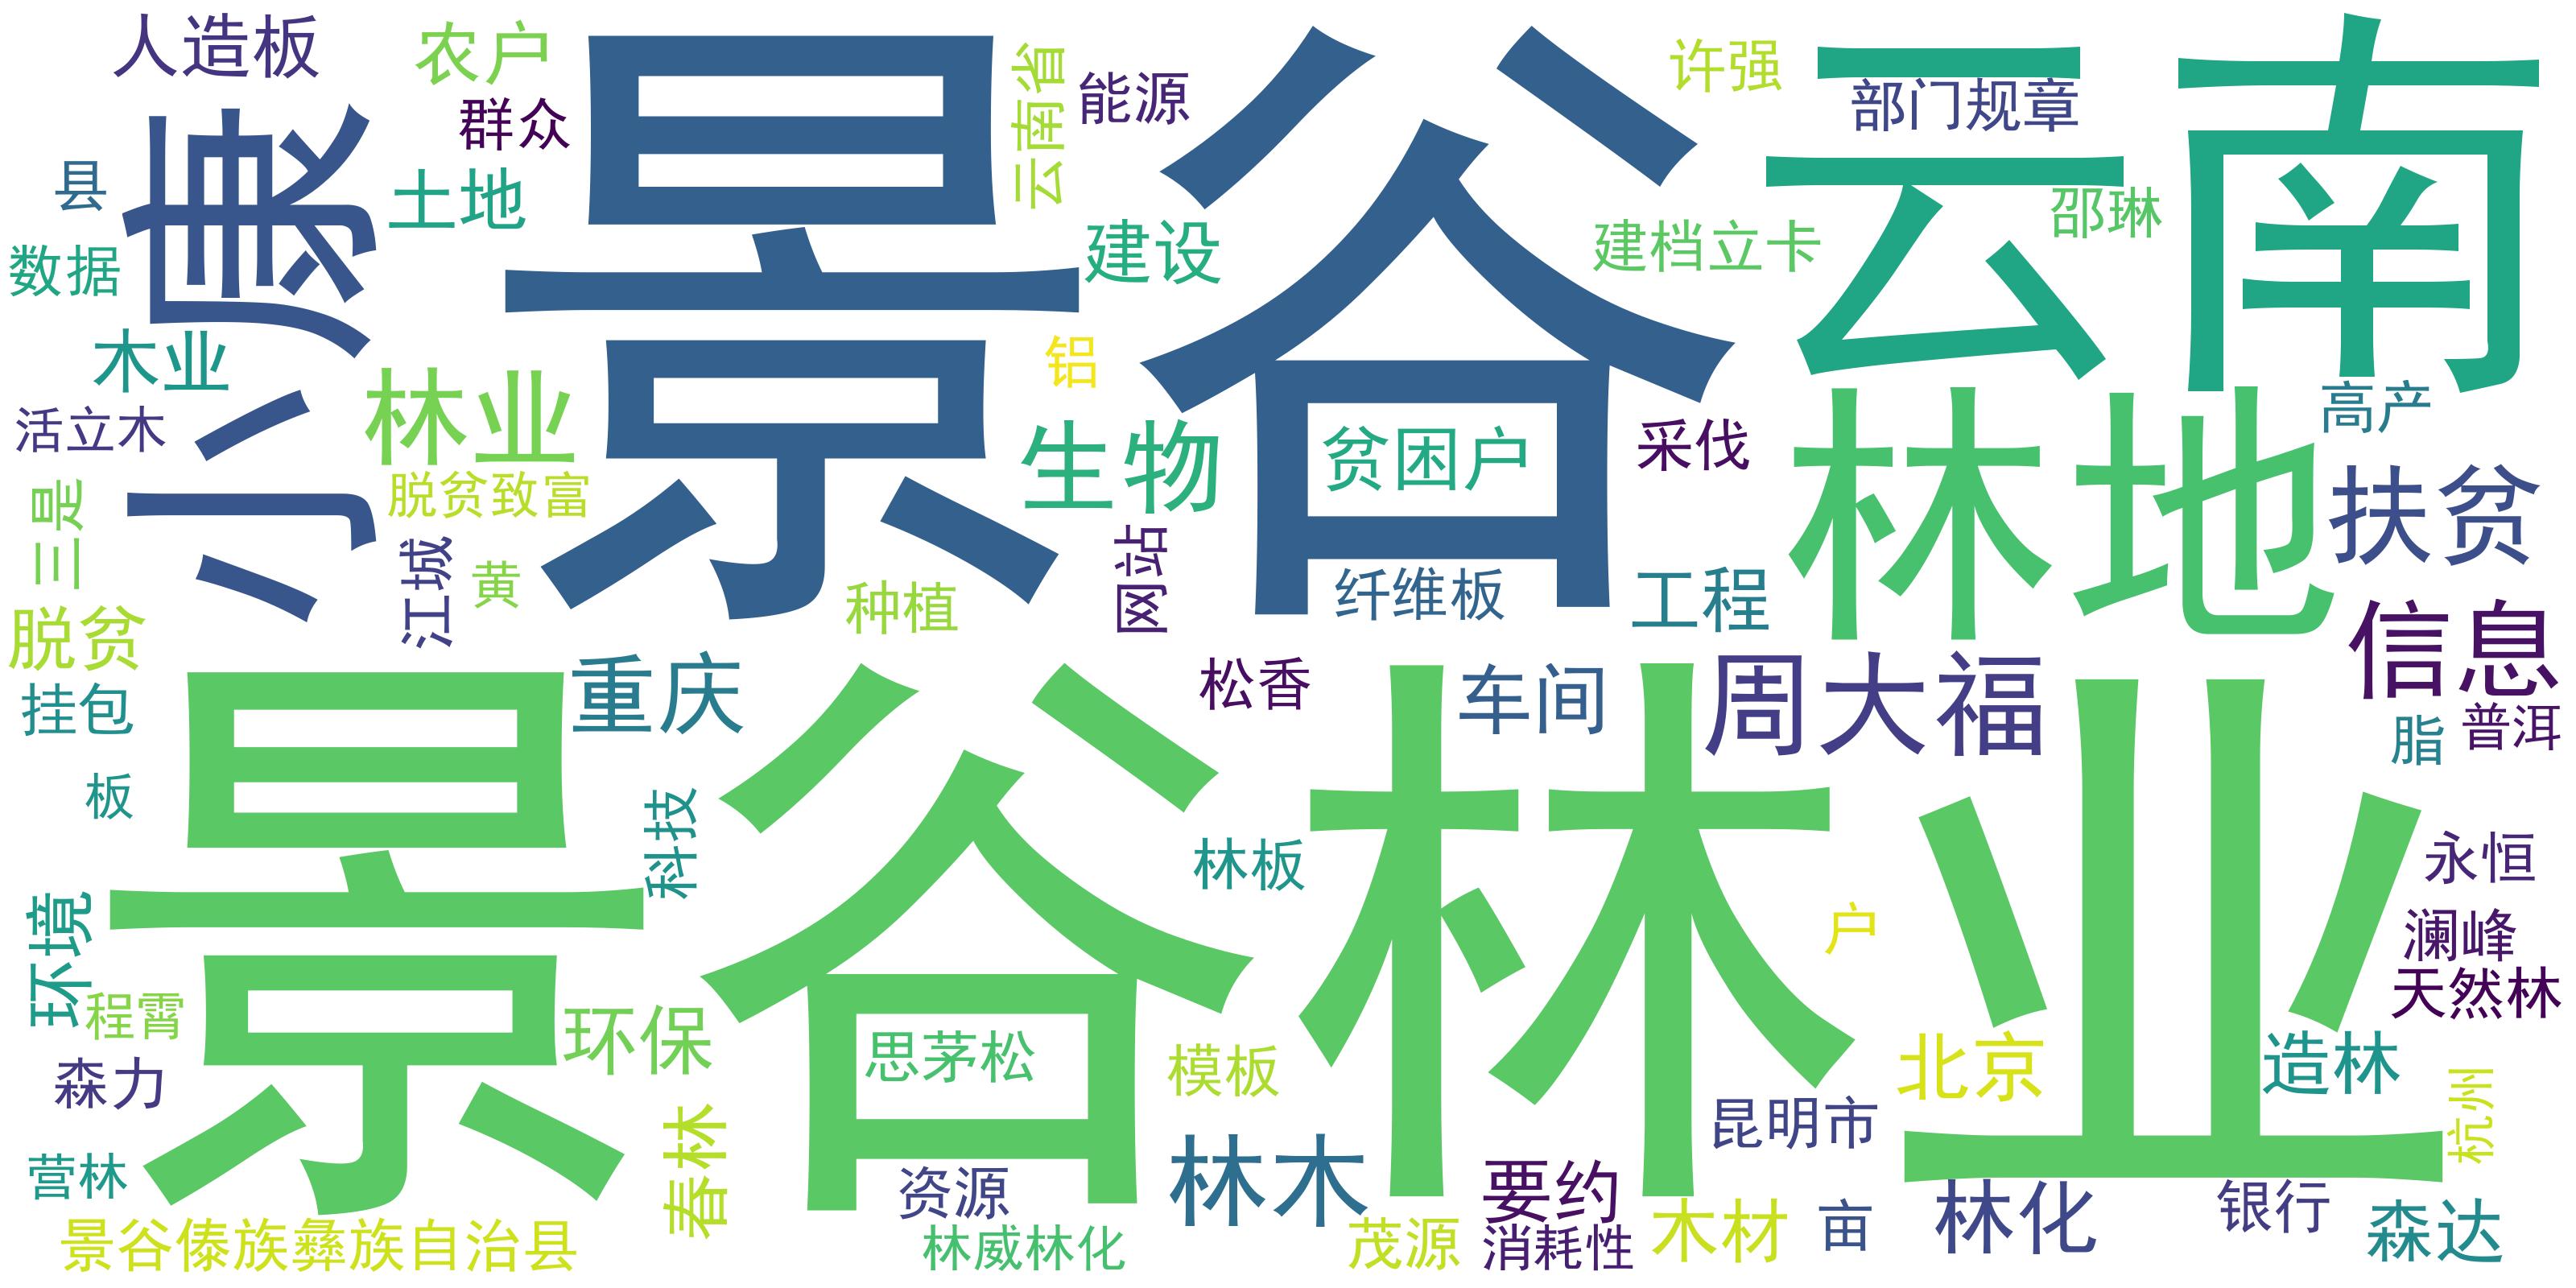 人造板
农户
群众
景谷
云南省
能源
许强
云南
部门规章
县
小康
土地
建设
建档立卡
邵琳
数据
木业
铝
林业
活立木
脱贫致富
生物
贫困户
采伐
林地
高产
扶贫
三是
江城
黄
种植
网站
纤维板
工程
脱贫
信息
挂包
重庆
松香
车间
周大福
脂
普洱
板
景谷林业
科技
林板
永恒
户
澜峰
环境
天然林
程霄
环保
思茅松
模板
北京
造林
森力
杭州
昆明市
春林
营林
资源
林木
要约
林化
银行
景谷傣族彝族自治县
林威林化
茂源
消耗性
木材
亩
森达